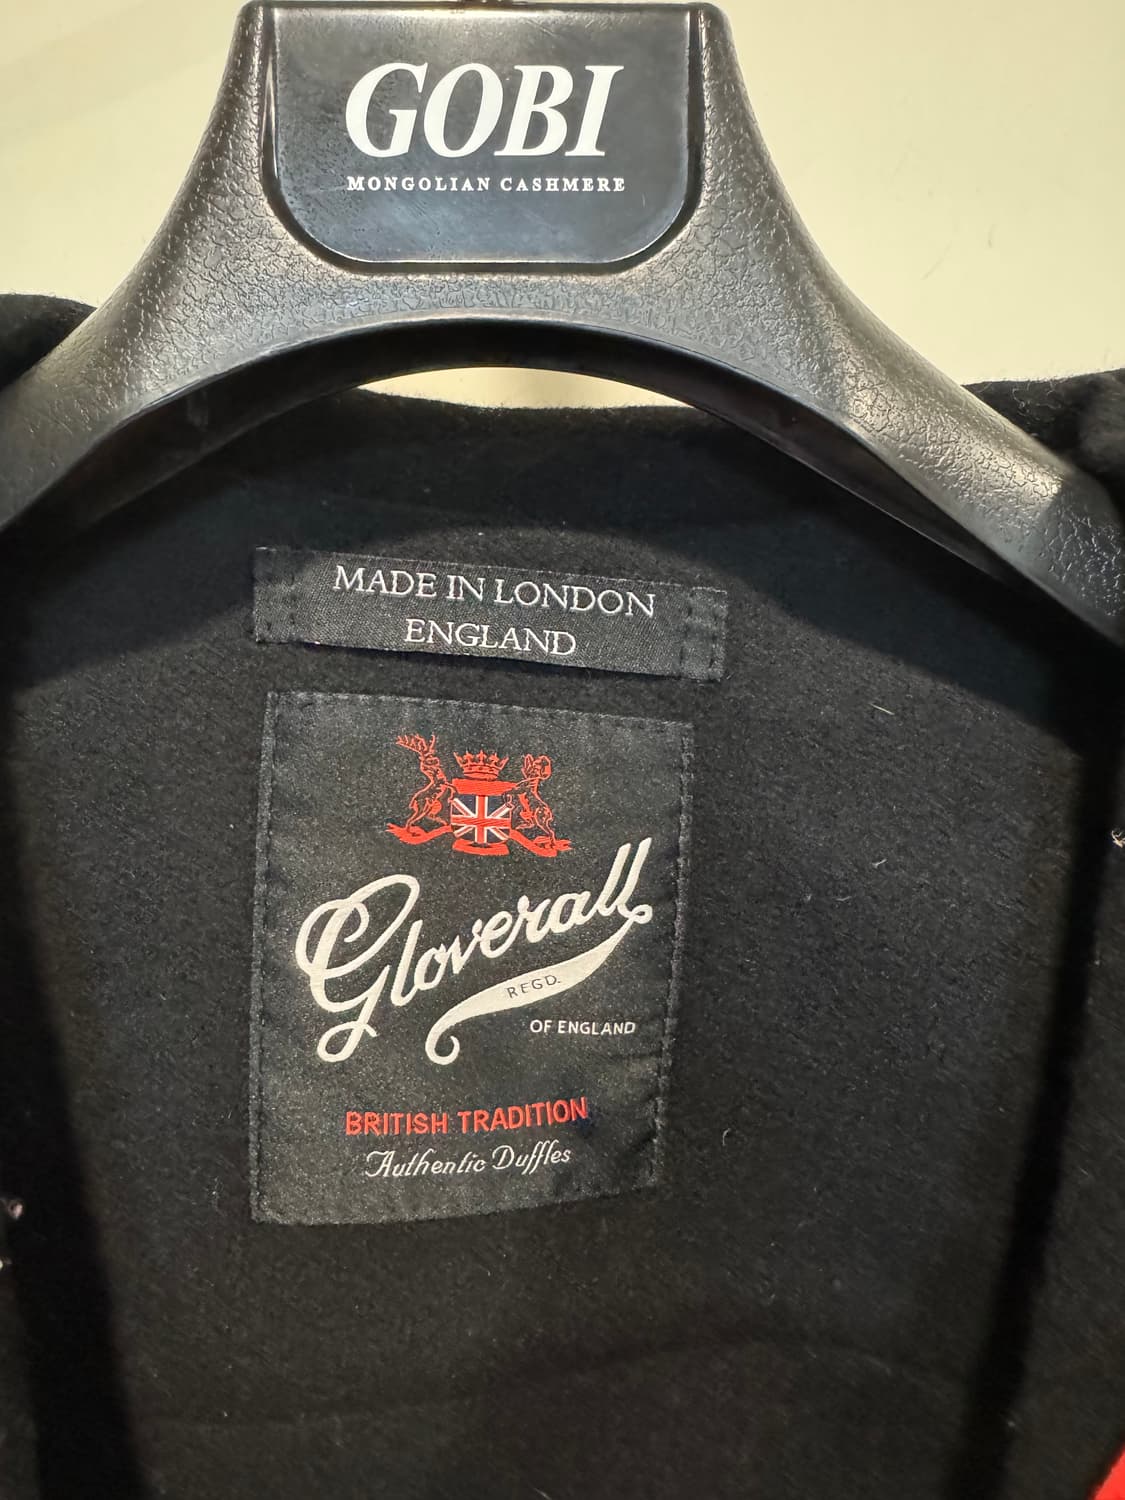 GOBI
MONGOLIAN CASHMERE
MADE IN LONDON
ENGLAND
Gloverall
REGD.
OF ENGLAND
BRITISH TRADITION
Authentic Duffles